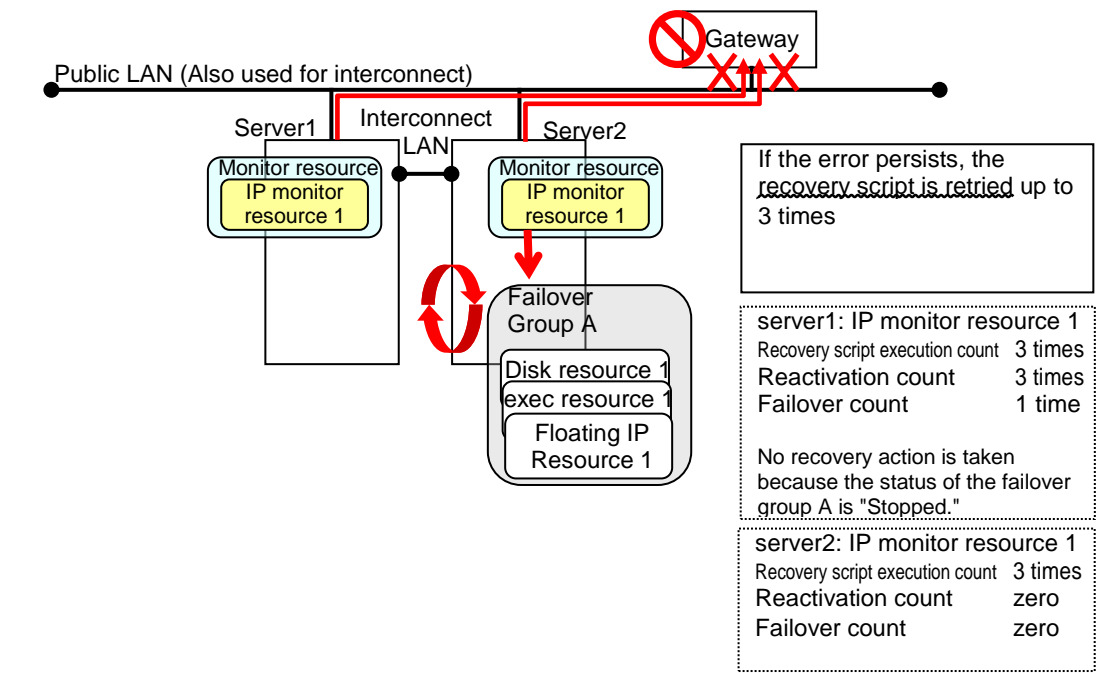 Gateway
Public LAN (Also used for interconnect)
Interconnect
LAN
Server1
Server2
Monitor resource
IP monitor
resource 1
Monitor resource
IP monitor
resource 1
Failover
Group A
Disk resource 1
exec resource 1
Floating IP
Resource 1
If the error persists, the
recovery script is retried up to
3 times
server1: IP monitor resource 1
Recovery script execution count 3 times
Reactivation count 3 times
Failover count 1 time
No recovery action is taken
because the status of the failover
group A is "Stopped."
server2: IP monitor resource 1
Recovery script execution count 3 times
Reactivation count zero
Failover count zero